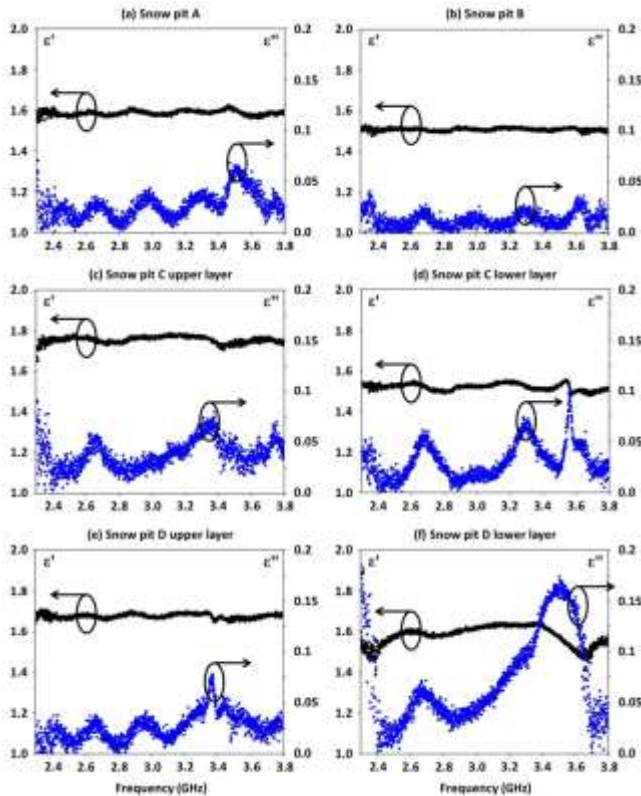 (a) Snow pit A
(b) Snow pit B
2.0 ε' ε'' 0.2
2.0 ε' ε'' 0.2
1.8 0.15
1.8 0.15
1.6 0.1
1.6 0.1
1.4
1.4
1.2 0.05
1.2 0.05
1.0 0.0
1.0 0.0
2.4 2.6 2.8 3.0 3.2 3.4 3.6 3.8
2.4 2.6 2.8 3.0 3.2 3.4 3.6 3.8
(c) Snow pit C upper layer
(d) Snow pit C lower layer
2.0 ε' ε'' 0.2
2.0 ε' ε'' 0.2
1.8 0.15
1.8 0.15
1.6 0.1
1.6 0.1
1.4
1.4
1.2 0.05
1.2 0.05
1.0 0.0
1.0 0.0
2.4 2.6 2.8 3.0 3.2 3.4 3.6 3.8
2.4 2.6 2.8 3.0 3.2 3.4 3.6 3.8
(e) Snow pit D upper layer
(f) Snow pit D lower layer
2.0 ε' ε'' 0.2
2.0 ε' ε'' 0.2
1.8 0.15
1.8 0.15
1.6 0.1
1.6 0.1
1.4
1.4
1.2 0.05
1.2 0.05
1.0 0.0
1.0 0.0
2.4 2.6 2.8 3.0 3.2 3.4 3.6 3.8
2.4 2.6 2.8 3.0 3.2 3.4 3.6 3.8
Frequency (GHz)
Frequency (GHz)